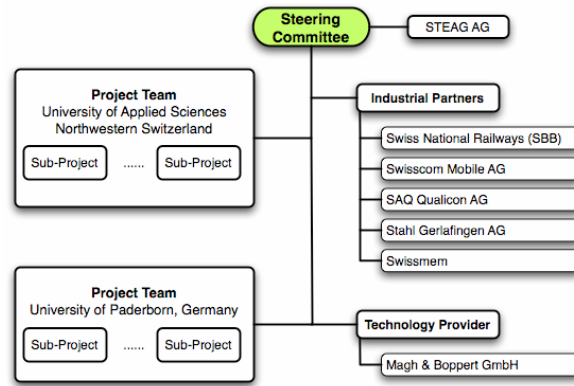 Steering
Committee
STEAG AG
Project Team
University of Applied Sciences
Northwestern Switzerland
Sub-Project ...... Sub-Project
Industrial Partners
Swiss National Railways (SBB)
Swisscom Mobile AG
SAQ Qualicon AG
Stahl Gerlafingen AG
Swissmem
Project Team
University of Paderborn, Germany
Sub-Project ...... Sub-Project
Technology Provider
Magh & Boppert GmbH